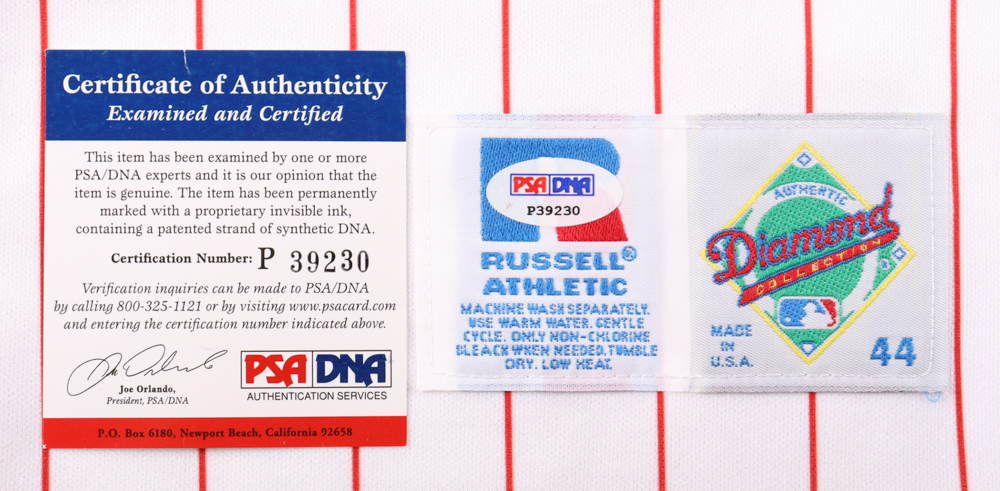 Certificate of Authenticity
Examined and Certified
This item has been examined by one or more
PSA/DNA experts and it is our opinion that the
item is genuine. The item has been permanently
marked with a proprietary invisible ink,
containing a patented strand of synthetic DNA.
Certification Number: P 39230
Verification inquiries can be made to PSA/DNA
by calling 800-325-1121 or by visiting www.psacard.com
and entering the certification number indicated above.
Joe Orlando,
President, PSA/DNA
PSA DNA
AUTHENTICATION SERVICES
P.O. Box 6180, Newport Beach, California 92658
PSA DNA
P39230
RUSSELL®
ATHLETIC
MACHINE WASH SEPARATELY.
USE WARM WATER. GENTLE
CYCLE. ONLY NON-CHLORINE
BLEACH WHEN NEEDED. TUMBLE
DRY. LOW HEAT.
AUTHENTIC
Diamond
COLLECTION
MADE
IN
U.S.A.
44